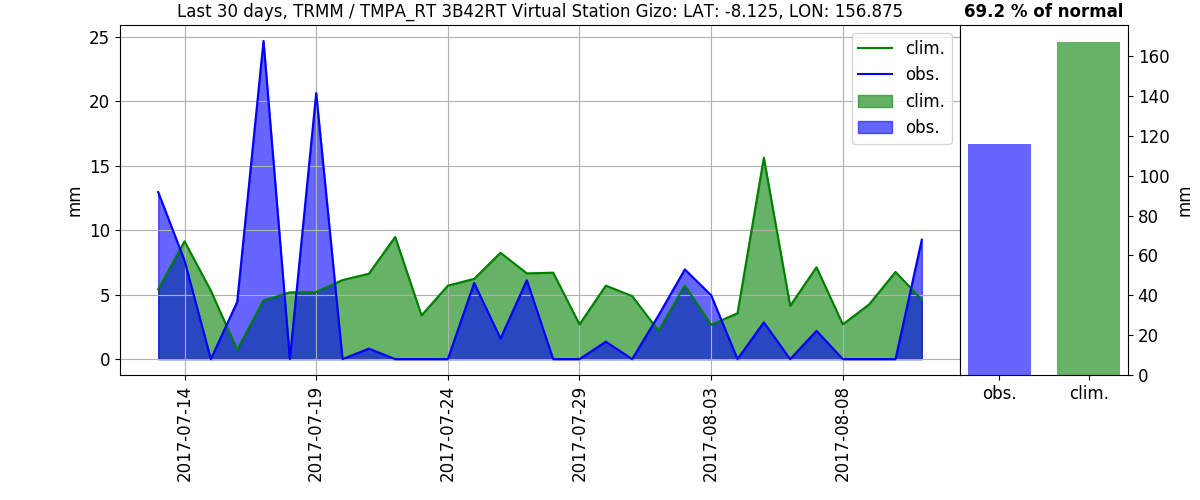 Last 30 days, TRMM / TMPA_RT 3B42RT Virtual Station Gizo: LAT: -8.125, LON: 156.875
69.2 % of normal
25
20
15
10
5
0
mm
clim.
obs.
clim.
obs.
2017-07-14
2017-07-19
2017-07-24
2017-07-29
2017-08-03
2017-08-08
160
140
120
100
80
60
40
20
0
mm
obs.
clim.